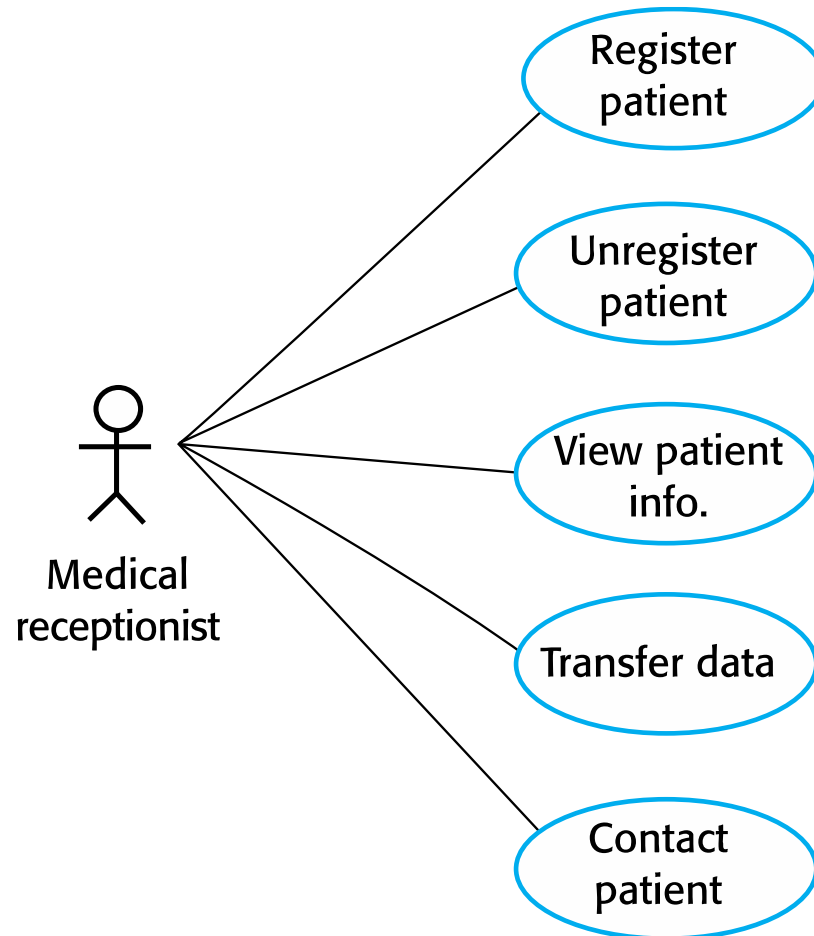 Register
patient
Unregister
patient
View patient
info.
Medical
receptionist
Transfer data
Contact
patient